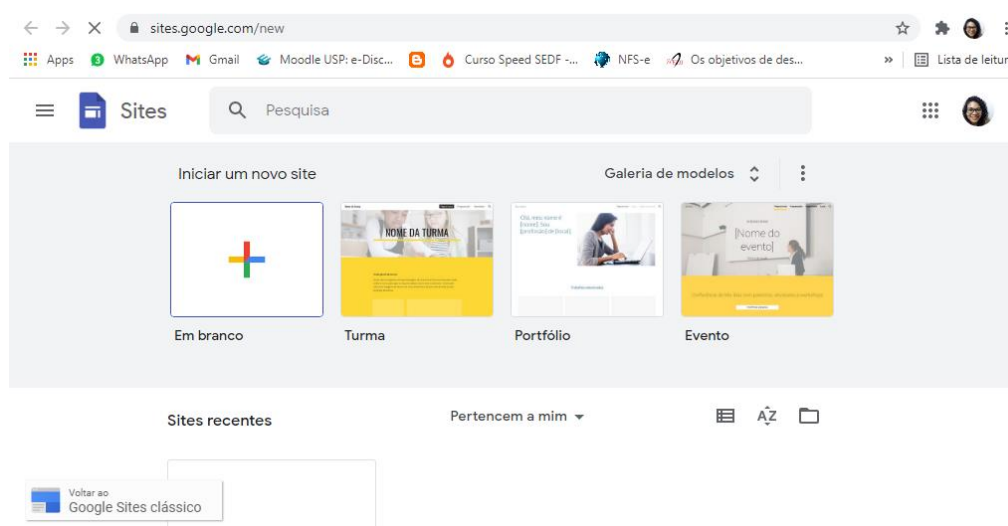 sites.google.com/new
Apps WhatsApp Gmail Moodle USP: e-Disc... Curso Speed SEDF -... NFS-e Os objetivos de des... » Lista de leitur
Sites Pesquisa
Iniciar um novo site Galeria de modelos
NOME DA TURMA
Olá, meu nome é
[nome]. Sou
[profissão] de [local].
[Nome do
evento]
Em branco Turma Portfólio Evento
Sites recentes Pertencem a mim AZ
Voltar ao
Google Sites clássico